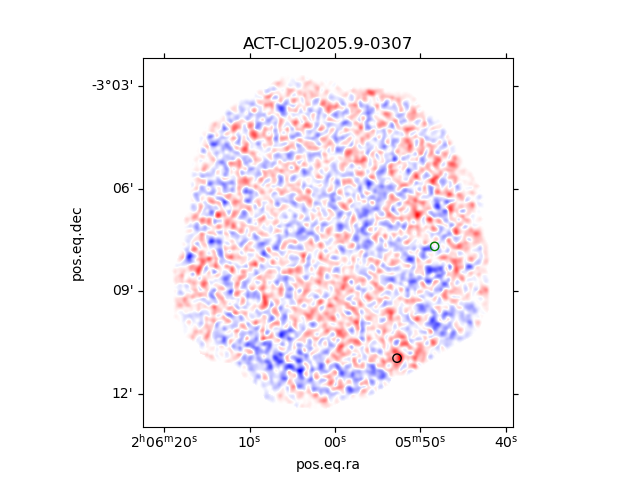 ACT-CLJ0205.9-0307
-3°03'
06'
09'
12'
pos.eq.dec
2ʰ06ᵐ20ˢ 10ˢ 00ˢ 05ᵐ50ˢ 40ˢ
pos.eq.ra